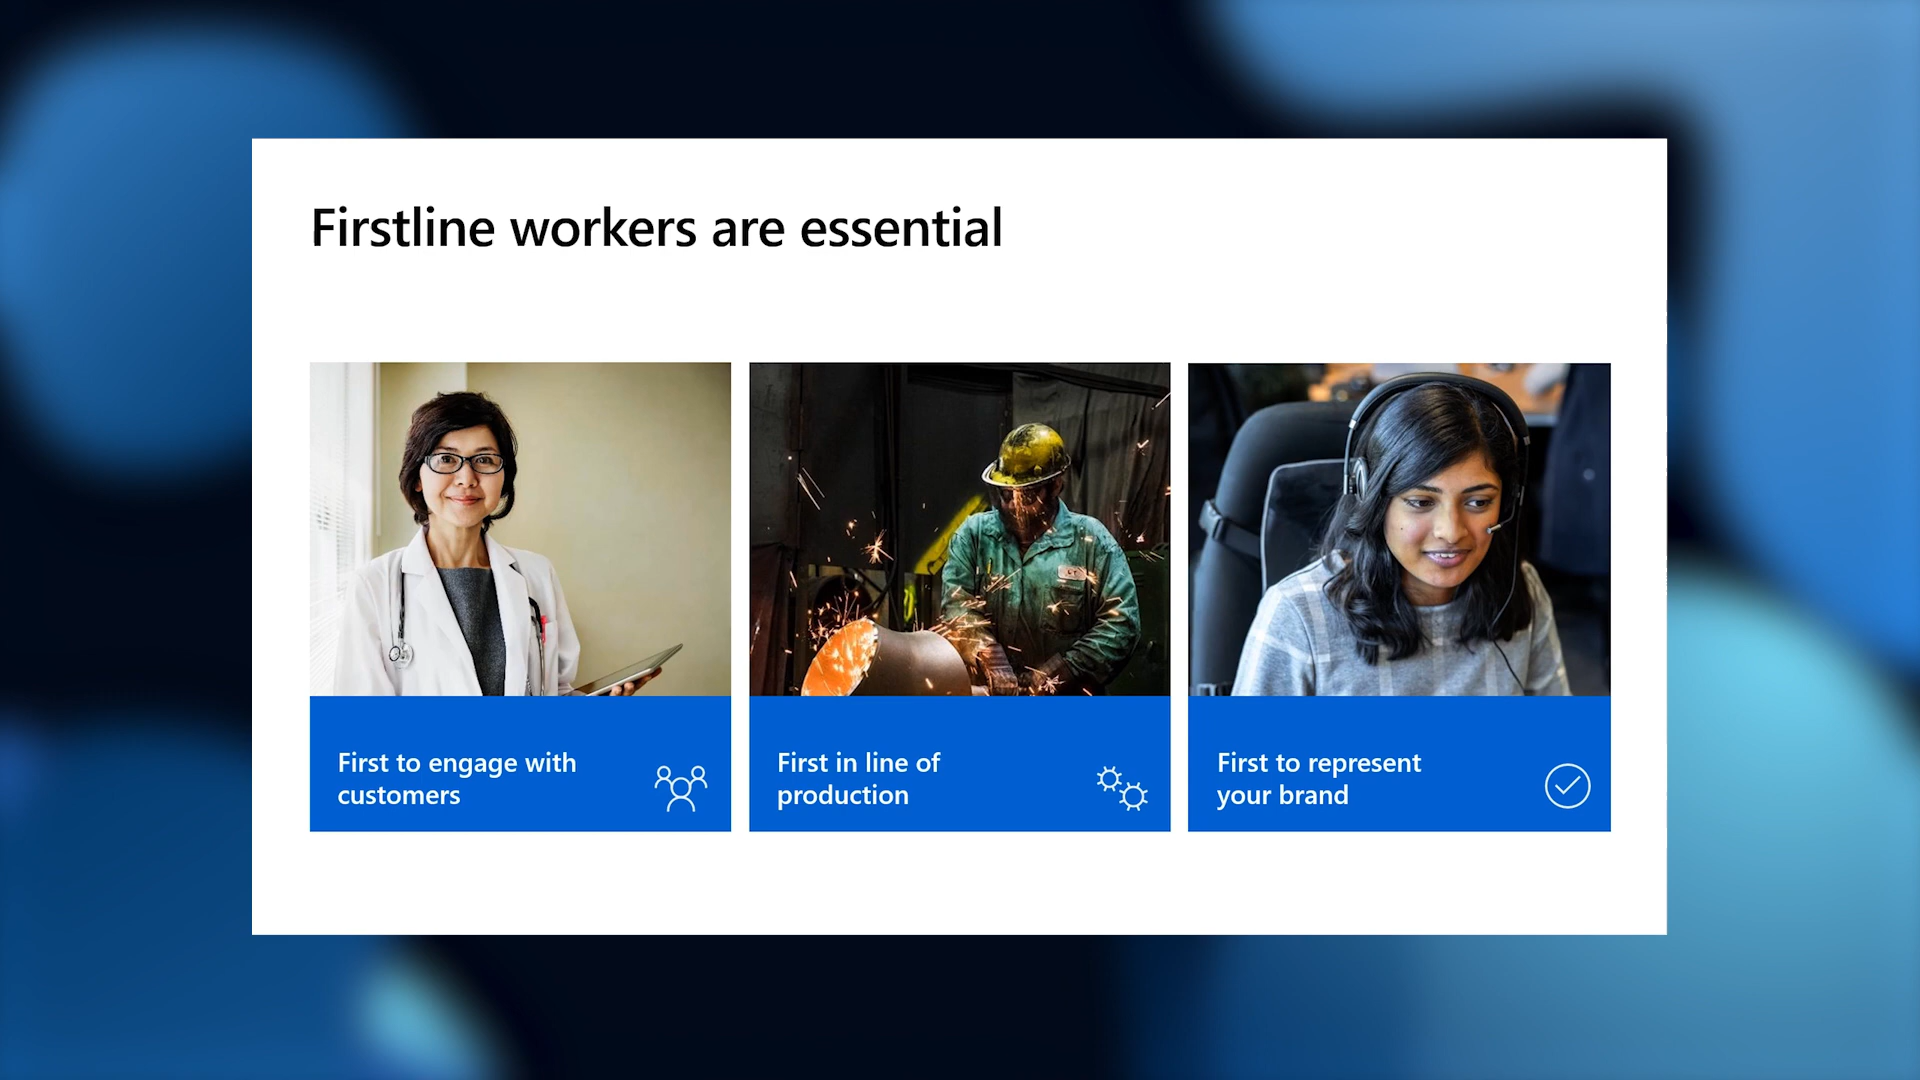 Firstline workers are essential
First to engage with
customers
First in line of
production
First to represent
your brand